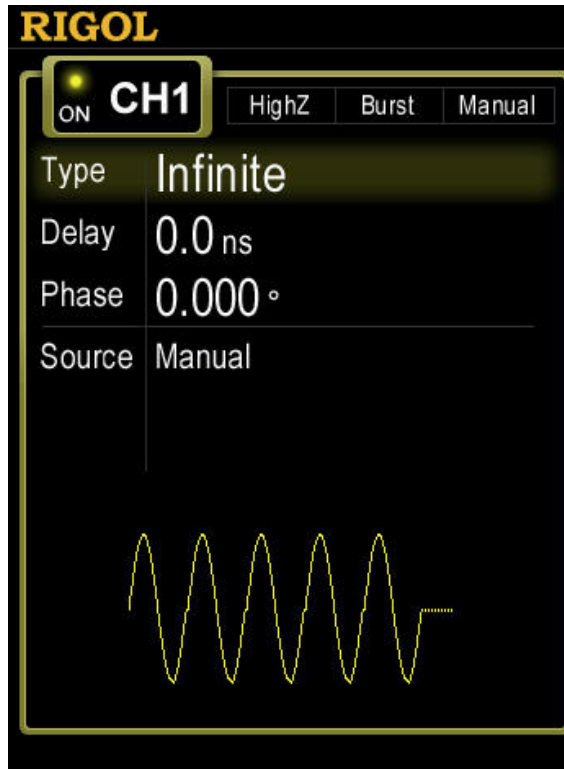 RIGOL
ON CH1 HighZ Burst Manual
Type Infinite
Delay 0.0 ns
Phase 0.000 °
Source Manual